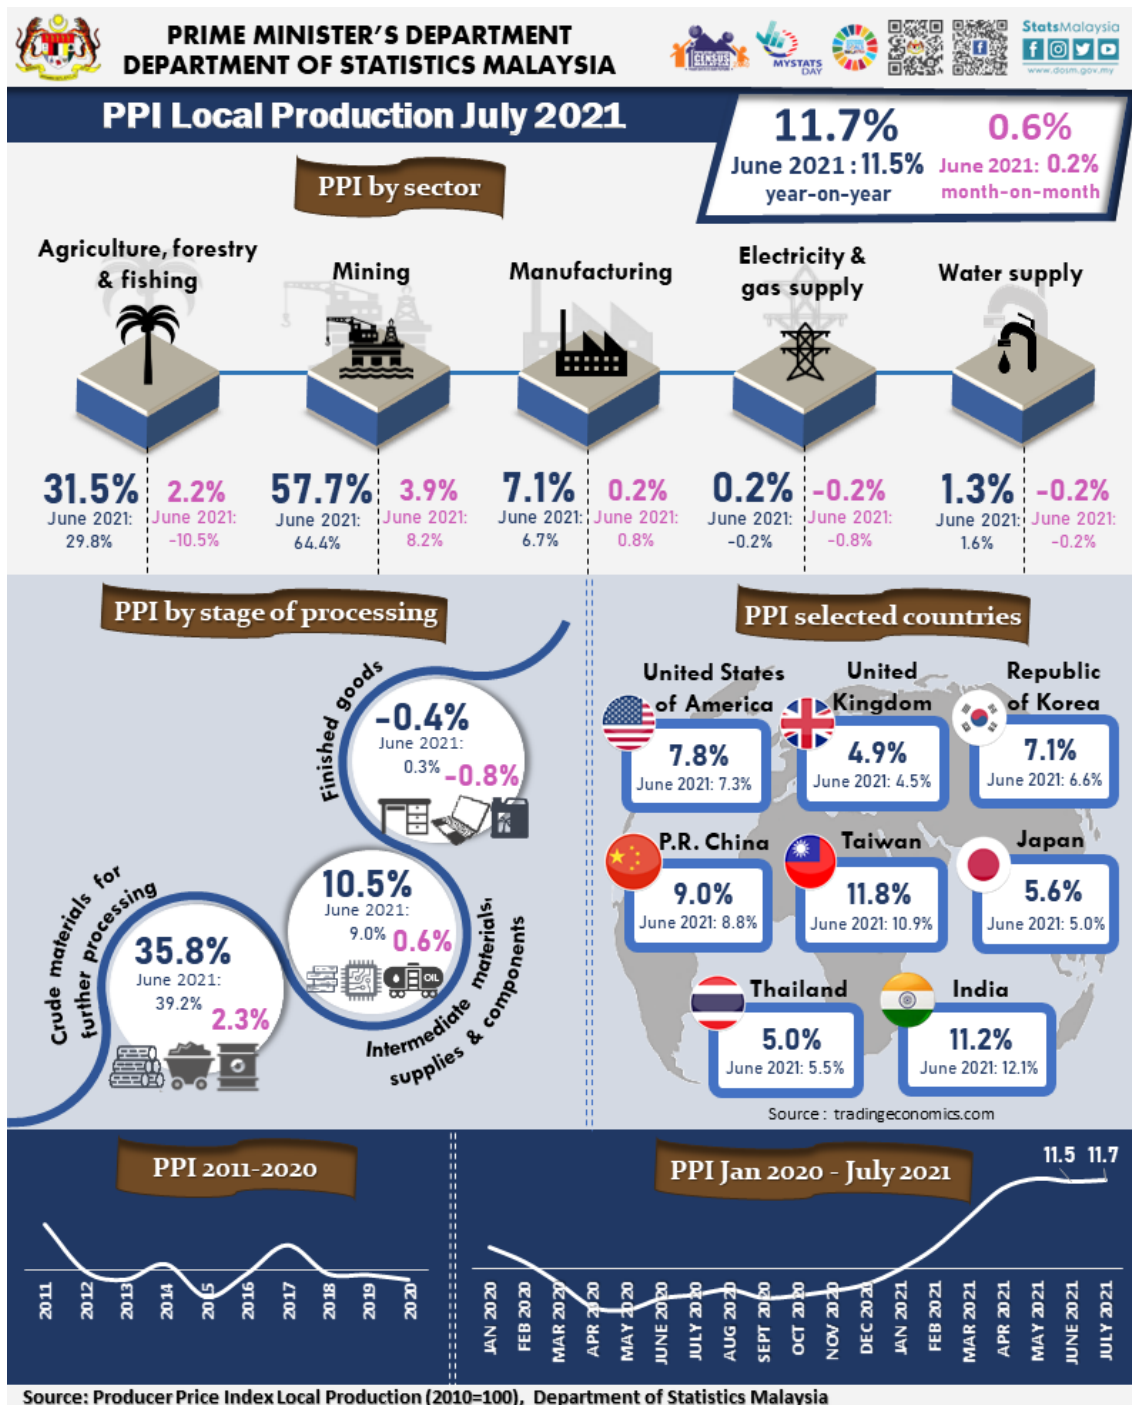 PRIME MINISTER'S DEPARTMENT
DEPARTMENT OF STATISTICS MALAYSIA
CENSUS
MYSTATS
DAY
StatsMalaysia
www.dosm.gov.my
PPI Local Production July 2021
11.7%
June 2021 : 11.5%
year-on-year
0.6%
June 2021: 0.2%
month-on-month
PPI by sector
Agriculture, forestry
& fishing
Mining
Manufacturing
Electricity &
gas supply
Water supply
31.5%
June 2021:
29.8%
2.2%
June 2021:
-10.5%
57.7%
June 2021:
64.4%
3.9%
June 2021:
8.2%
7.1%
June 2021:
6.7%
0.2%
June 2021:
0.8%
0.2%
June 2021:
-0.2%
-0.2%
June 2021:
-0.8%
1.3%
June 2021:
1.6%
-0.2%
June 2021:
-0.2%
PPI by stage of processing
Finished goods
-0.4%
June 2021:
0.3%
-0.8%
Intermediate materials,
supplies & components
10.5%
June 2021:
9.0%
0.6%
OIL
Crude materials for
further processing
35.8%
June 2021:
39.2%
2.3%
PPI selected countries
United States
of America
7.8%
June 2021: 7.3%
United
Kingdom
4.9%
June 2021: 4.5%
Republic
of Korea
7.1%
June 2021: 6.6%
P.R. China
9.0%
June 2021: 8.8%
Taiwan
11.8%
June 2021: 10.9%
Japan
5.6%
June 2021: 5.0%
Thailand
5.0%
June 2021: 5.5%
India
11.2%
June 2021: 12.1%
Source : tradingeconomics.com
PPI 2011-2020
2011
2012
2013
2014
2015
2016
2017
2018
2019
2020
PPI Jan 2020 - July 2021
11.5
11.7
JAN 2020
FEB 2020
MAR 2020
APR 2020
MAY 2020
JUNE 2020
JULY 2020
AUG 2020
SEPT 2020
OCT 2020
NOV 2020
DEC 2020
JAN 2021
FEB 2021
MAR 2021
APR 2021
MAY 2021
JUNE 2021
JULY 2021
Source: Producer Price Index Local Production (2010=100), Department of Statistics Malaysia